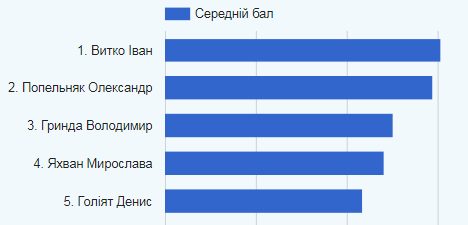 Середній бал
1. Витко Іван
2. Попельняк Олександр
3. Гринда Володимир
4. Яхван Мирослава
5. Голіят Денис